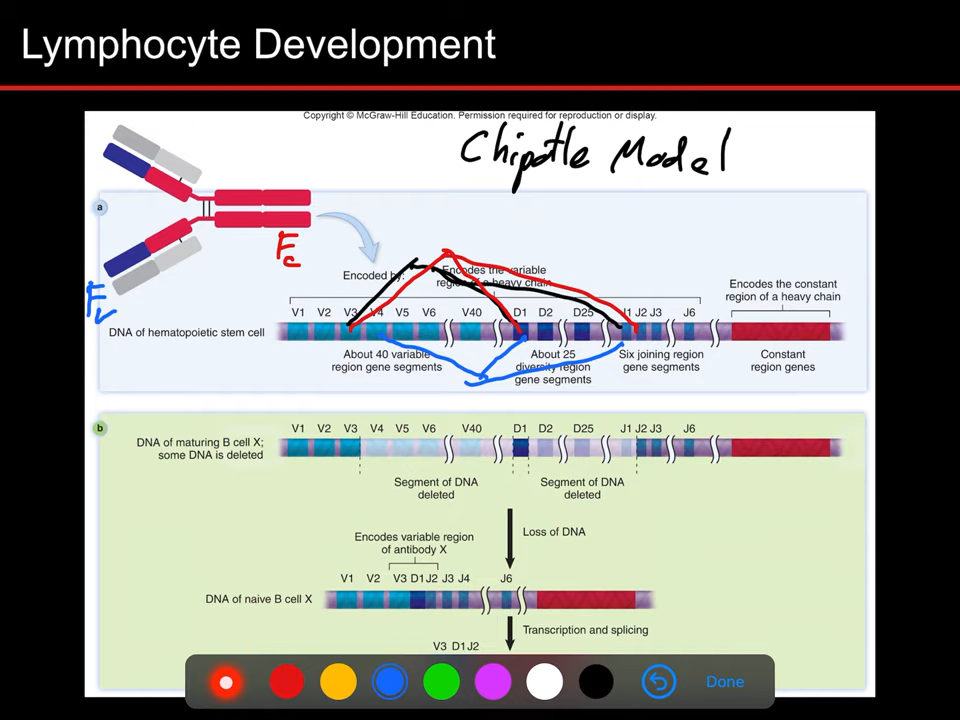 Lymphocyte Development
Copyright © McGraw-Hill Education. Permission required for reproduction or display.
Chipotle Model
a
Fc
Fv
Encoded by:
Encodes the variable
region of a heavy chain
Encodes the constant
region of a heavy chain
V1 V2 V3 V4 V5 V6 V40 D1 D2 D25 J1 J2 J3 J6
DNA of hematopoietic stem cell
About 40 variable
region gene segments
About 25
diversity region
gene segments
Six joining region
gene segments
Constant
region genes
b
V1 V2 V3 V4 V5 V6 V40 D1 D2 D25 J1 J2 J3 J6
DNA of maturing B cell X;
some DNA is deleted
Segment of DNA
deleted
Segment of DNA
deleted
Loss of DNA
Encodes variable region
of antibody X
V1 V2 V3 D1 J2 J3 J4 J6
DNA of naive B cell X
Transcription and splicing
V3 D1 J2
Done